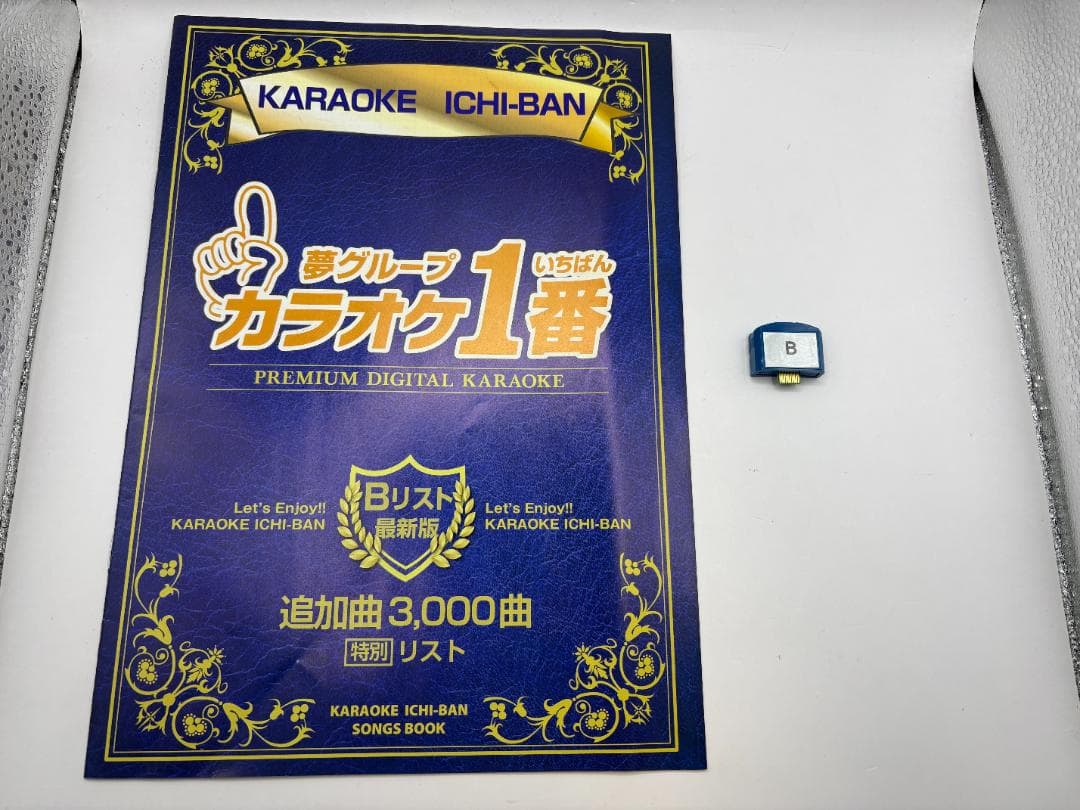 KARAOKE ICHI-BAN
夢グループ
いちばん
カラオケ1番
PREMIUM DIGITAL KARAOKE
Let's Enjoy!!
KARAOKE ICHI-BAN
Bリスト
最新版
Let's Enjoy!!
KARAOKE ICHI-BAN
追加曲3,000曲
特別リスト
KARAOKE ICHI-BAN
SONGS BOOK
B